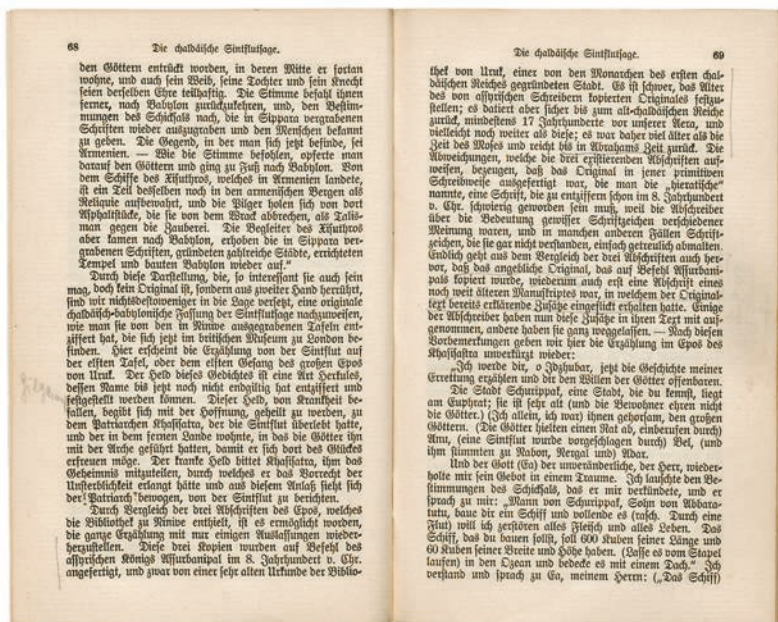 68
Die chaldäische Sintflutsage.
den Göttern entrückt worden, in deren Mitte er fortan
wohne, und auch sein Weib, seine Tochter und sein Knecht
seien derselben Ehre teilhaftig. Die Stimme befahl ihnen
ferner, nach Babylon zurückzukehren, und, den Bestim-
mungen des Schicksals nach, die in Sippara vergrabenen
Schriften wieder auszugraben und den Menschen bekannt
zu geben. Die Gegend, in der man sich jetzt befinde, sei
Armenien. — Wie die Stimme befohlen, opferte man
darauf den Göttern und ging zu Fuß nach Babylon. Von
dem Schiffe des Xisuthros, welches in Armenien landete,
ist ein Teil desselben noch in den armenischen Bergen als
Reliquie aufbewahrt, und die Pilger holen sich von dort
Asphaltstücke, die sie von dem Wrack abbrechen, als Talis-
man gegen die Zauberei. Die Begleiter des Xisuthros
aber kamen nach Babylon, erhoben die in Sippara ver-
grabenen Schriften, gründeten zahlreiche Städte, errichteten
Tempel und bauten Babylon wieder auf.“
Durch diese Darstellung, die, so interessant sie auch sein
mag, doch kein Original ist, sondern aus zweiter Hand herrührt,
sind wir nichtsdestoweniger in die Lage versetzt, eine originale
chaldäisch-babylonische Fassung der Sintflutsage nachzuweisen,
wie man sie von den in Ninive ausgegrabenen Tafeln ent-
ziffert hat, die sich jetzt im britischen Museum zu London be-
finden. Hier erscheint die Erzählung von der Sintflut auf
der elften Tafel, oder dem elften Gesang des großen Epos
von Uruk. Der Held dieses Gedichtes ist eine Art Herkules,
dessen Name bis jetzt noch nicht endgiltig hat entziffert und
festgestellt werden können. Dieser Held, von Krankheit be-
fallen, begibt sich mit der Hoffnung, geheilt zu werden, zu
dem Patriarchen Khasisatra, der die Sintflut überlebt hatte,
und der in dem fernen Lande wohnte, in das die Götter ihn
mit der Arche geführt hatten, damit er sich dort des Glückes
erfreuen möge. Der kranke Held bittet Khasisatra, ihm das
Geheimnis mitzuteilen, durch welches er das Vorrecht der
Unsterblichkeit erlangt hätte und aus diesem Anlaß sieht sich
der Patriarch bewogen, von der Sintflut zu berichten.
Durch Vergleich der drei Abschriften des Epos, welches
die Bibliothek zu Ninive enthielt, ist es ermöglicht worden,
die ganze Erzählung mit nur einigen Auslassungen wieder-
herzustellen. Diese drei Kopien wurden auf Befehl des
assyrischen Königs Assurbanipal im 8. Jahrhundert v. Chr.
angefertigt, und zwar von einer sehr alten Urkunde der Biblio-
Die chaldäische Sintflutsage.
69
thek von Uruk, einer von den Monarchen des ersten chal-
däischen Reiches gegründeten Stadt. Es ist schwer, das Alter
des von assyrischen Schreibern kopierten Originales festzu-
stellen; es datiert aber sicher bis zum alt-chaldäischen Reiche
zurück, mindestens 17 Jahrhunderte vor unserer Aera, und
vielleicht noch weiter als diese; es war daher viel älter als die
Zeit des Moses und reicht bis in Abrahams Zeit zurück. Die
Abweichungen, welche die drei existierenden Abschriften auf-
weisen, bezeugen, daß das Original in jener primitiven
Schreibweise ausgefertigt war, die man die „hieratische“
nannte, eine Schrift, die zu entziffern schon im 8. Jahrhundert
v. Chr. schwierig geworden sein muß, weil die Abschreiber
über die Bedeutung gewisser Schriftzeichen verschiedener
Meinung waren, und in manchen anderen Fällen Schrift-
zeichen, die sie gar nicht verstanden, einfach getreulich abmalten.
Endlich geht aus dem Vergleich der drei Abschriften auch her-
vor, daß das angebliche Original, das auf Befehl Assurbani-
pals kopiert wurde, wiederum auch erst eine Abschrift eines
noch weit älteren Manuskriptes war, in welchem der Original-
text bereits erklärende Zusätze eingeflickt erhalten hatte. Einige
der Abschreiber haben nun diese Zusätze in ihren Text mit auf-
genommen, andere haben sie ganz weggelassen. — Nach diesen
Vorbemerkungen geben wir hier die Erzählung im Epos des
Khasisastra unverkürzt wieder:
„Ich werde dir, o Idzhubar, jetzt die Geschichte meiner
Errettung erzählen und dir den Willen der Götter offenbaren.
Die Stadt Schurippak, eine Stadt, die du kennst, liegt
am Euphrat; sie ist sehr alt (und die Bewohner ehren nicht
die Götter.) (Ich allein, ich war) ihnen gehorsam, den großen
Göttern. (Die Götter hielten einen Rat ab, einberufen durch)
Anu, (eine Sintflut wurde vorgeschlagen durch) Bel, (und
ihm stimmten zu Nabon, Nergal und) Adar.
Und der Gott (Ea) der unveränderliche, der Herr, wieder-
holte mir sein Gebot in einem Traume. Ich lauschte den Be-
stimmungen des Schicksals, das er mir verkündete, und er
sprach zu mir: „Mann von Schurippak, Sohn von Abbara-
tutu, baue dir ein Schiff und vollende es (rasch. Durch eine
Flut) will ich zerstören alles Fleisch und alles Leben. Das
Schiff, das du bauen sollst, soll 600 Kuben seiner Länge und
60 Kuben seiner Breite und Höhe haben. (Lasse es vom Stapel
laufen) in den Ozean und bedecke es mit einem Dach.“ Ich
verstand und sprach zu Ea, meinem Herrn: („Das Schiff)